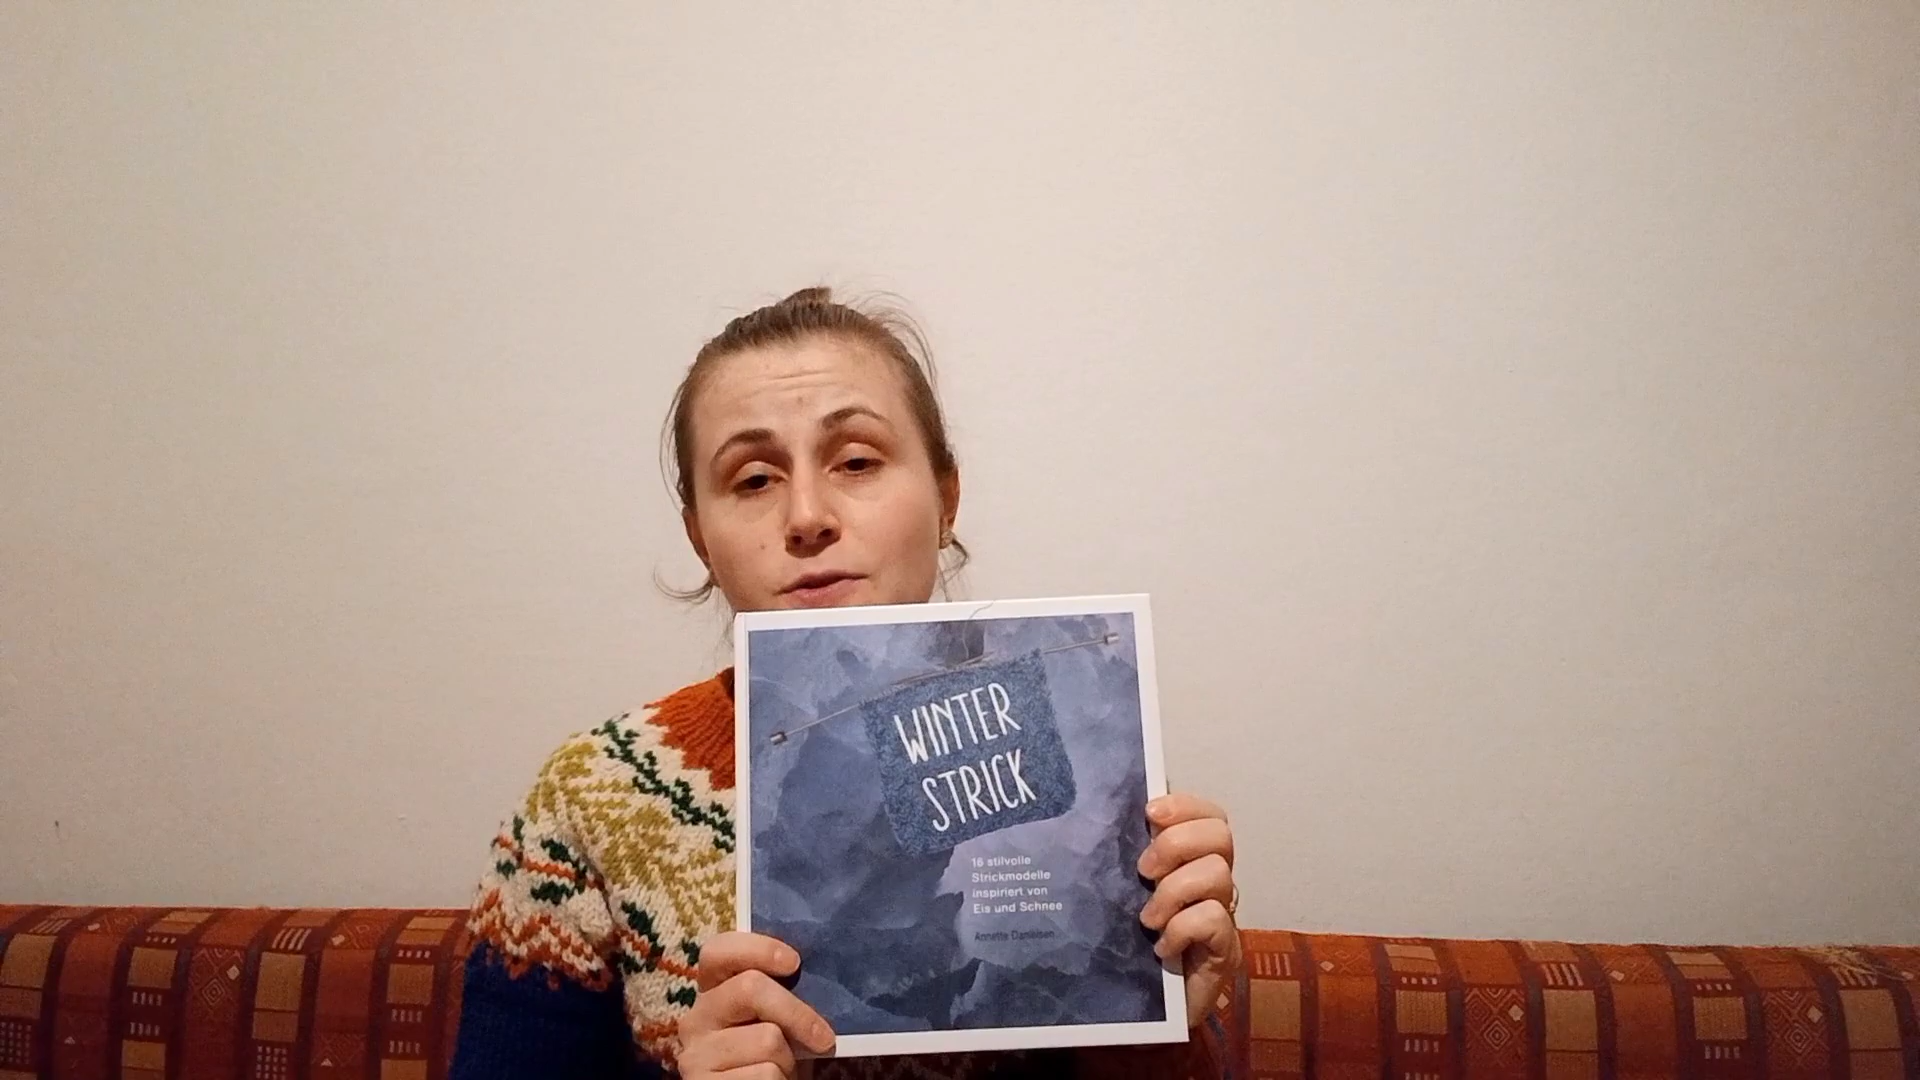 WINTER
STRICK
16 stilvolle
Strickmodelle
inspiriert von
Eis und Schnee
Annette Danielsen